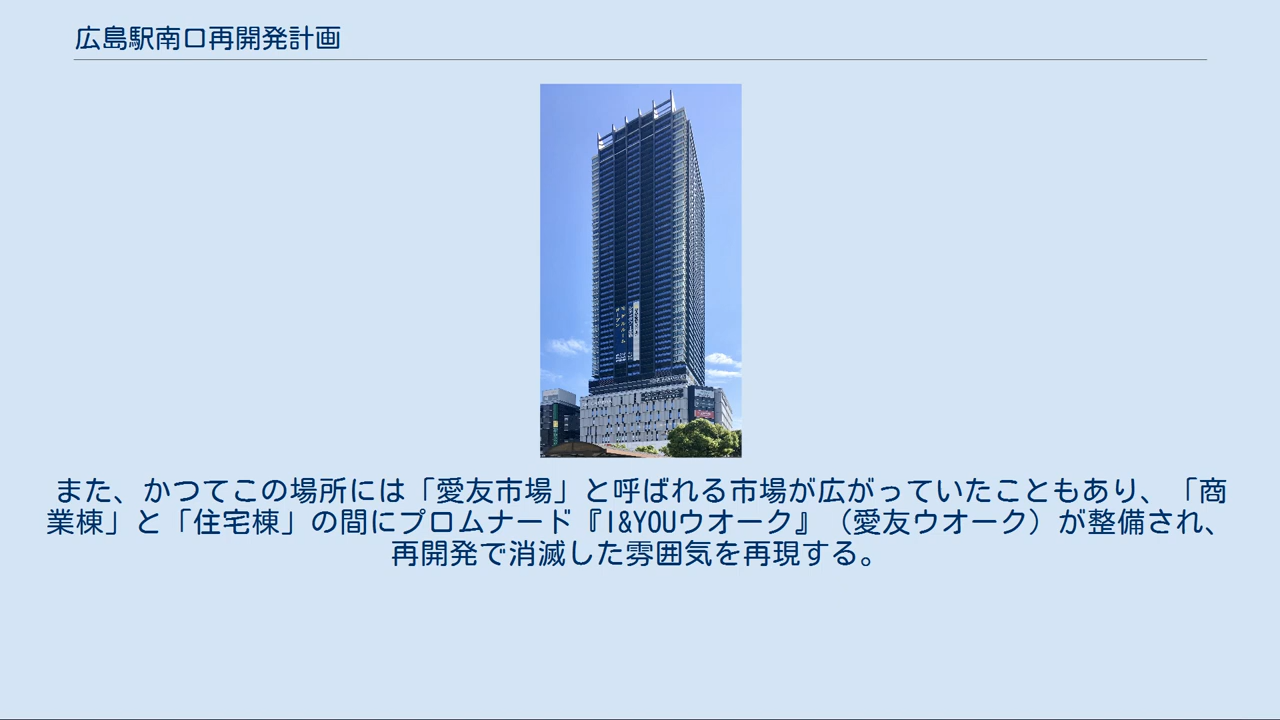 広島駅南口再開発計画
また、かつてこの場所には「愛友市場」と呼ばれる市場が広がっていたこともあり、「商
業棟」と「住宅棟」の間にプロムナード『I&YOUウオーク』（愛友ウオーク）が整備され、
再開発で消滅した雰囲気を再現する。